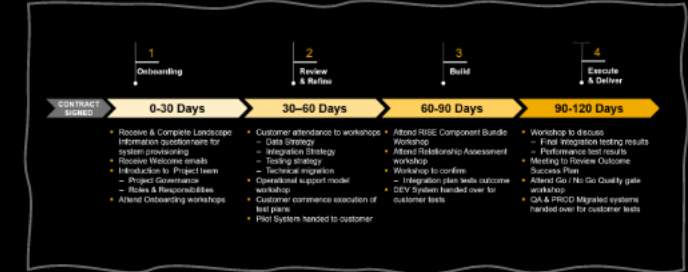 1
Onboarding
2
Review
& Refine
3
Build
4
Execute
& Deliver
CONTRACT
SIGNED
0-30 Days
30–60 Days
60-90 Days
90-120 Days
• Receive & Complete Landscape
Information questionnaire for
system provisioning
• Receive Welcome emails
• Introduction to Project team
– Project Governance
– Roles & Responsibilities
• Attend Onboarding workshops
• Customer attendance to workshops
– Data Strategy
– Integration Strategy
– Testing strategy
– Technical migration
• Operational support model
workshop
• Customer commence execution of
test plans
• Pilot System handed to customer
• Attend RISE Component Bundle
Workshop
• Attend Relationship Assessment
workshop
• Workshop to confirm
– Integration plan tests outcome
• DEV System handed over for
customer tests
• Workshop to discuss
– Final Integration testing results
– Performance test results
• Meeting to Review Outcome
Success Plan
• Attend Go / No Go Quality gate
workshop
• QA & PROD Migrated systems
handed over for customer tests